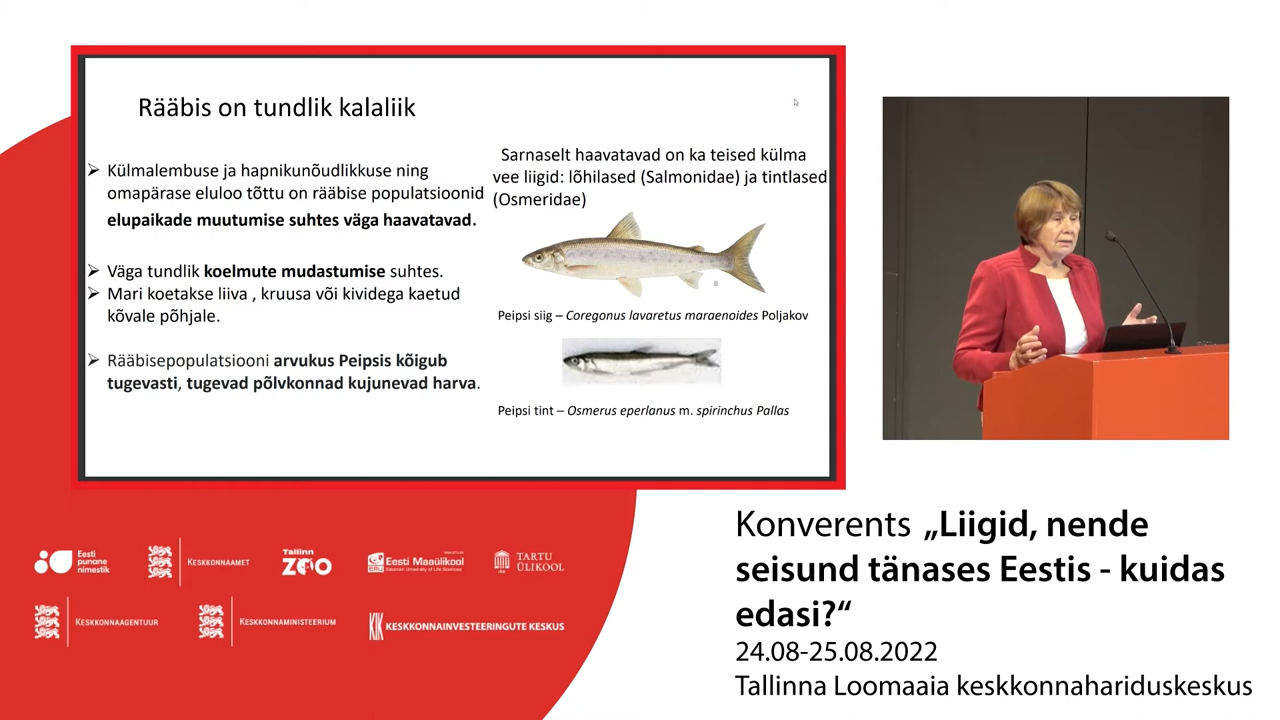 Rääbis on tundlik kalaliik
Külmalembuse ja hapnikunõudlikkuse ning
omapärase eluloo tõttu on rääbise populatsioonid
elupaikade muutumise suhtes väga haavatavad.
Väga tundlik koelmute mudastumise suhtes.
Mari koetakse liiva , kruusa või kividega kaetud
kõvale põhjale.
Rääbisepopulatsiooni arvukus Peipsis kõigub
tugevasti, tugevad põlvkonnad kujunevad harva.
Sarnaselt haavatavad on ka teised külma
vee liigid: lõhilased (Salmonidae) ja tintlased
(Osmeridae)
Peipsi siig – Coregonus lavaretus maraenoides Poljakov
Peipsi tint – Osmerus eperlanus m. spirinchus Pallas
Eesti
punane
nimestik
KESKKONNAAMET
Tallinn
ZOO
EMÜ
Eesti Maaülikool
Estonian University of Life Sciences
TARTU
ÜLIKOOL
KESKKONNAAGENTUUR
KESKKONNAMINISTEERIUM
KIK
KESKKONNAINVESTEERINGUTE KESKUS
Konverents „Liigid, nende
seisund tänases Eestis - kuidas
edasi?“
24.08-25.08.2022
Tallinna Loomaaia keskkonnahariduskeskus